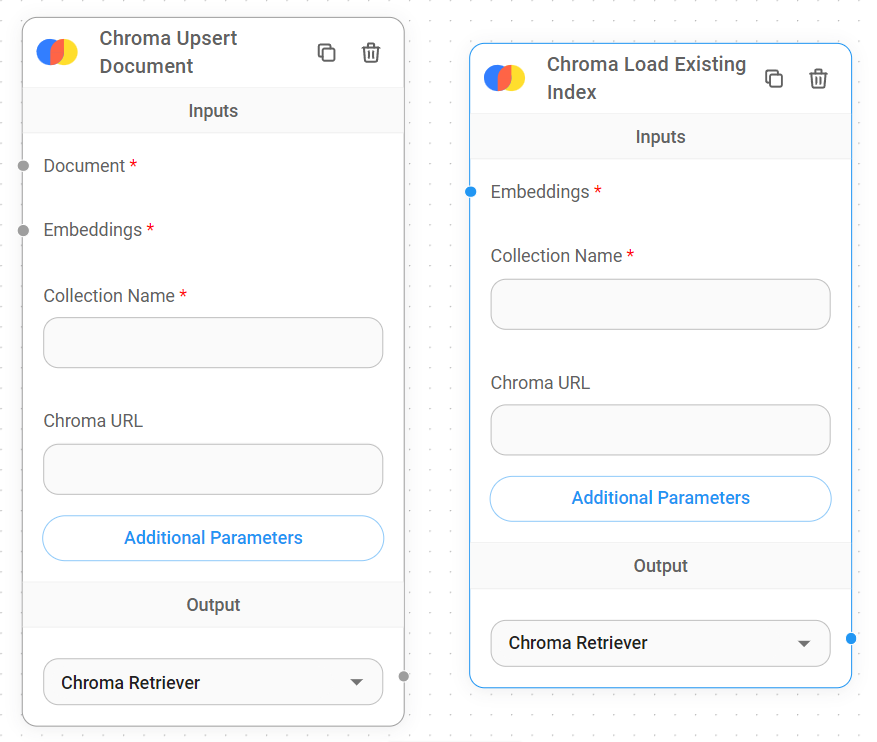 Chroma Upsert
Document
Inputs
Document *
Embeddings *
Collection Name *
Chroma URL
Additional Parameters
Output
Chroma Retriever
Chroma Load Existing
Index
Inputs
Embeddings *
Collection Name *
Chroma URL
Additional Parameters
Output
Chroma Retriever